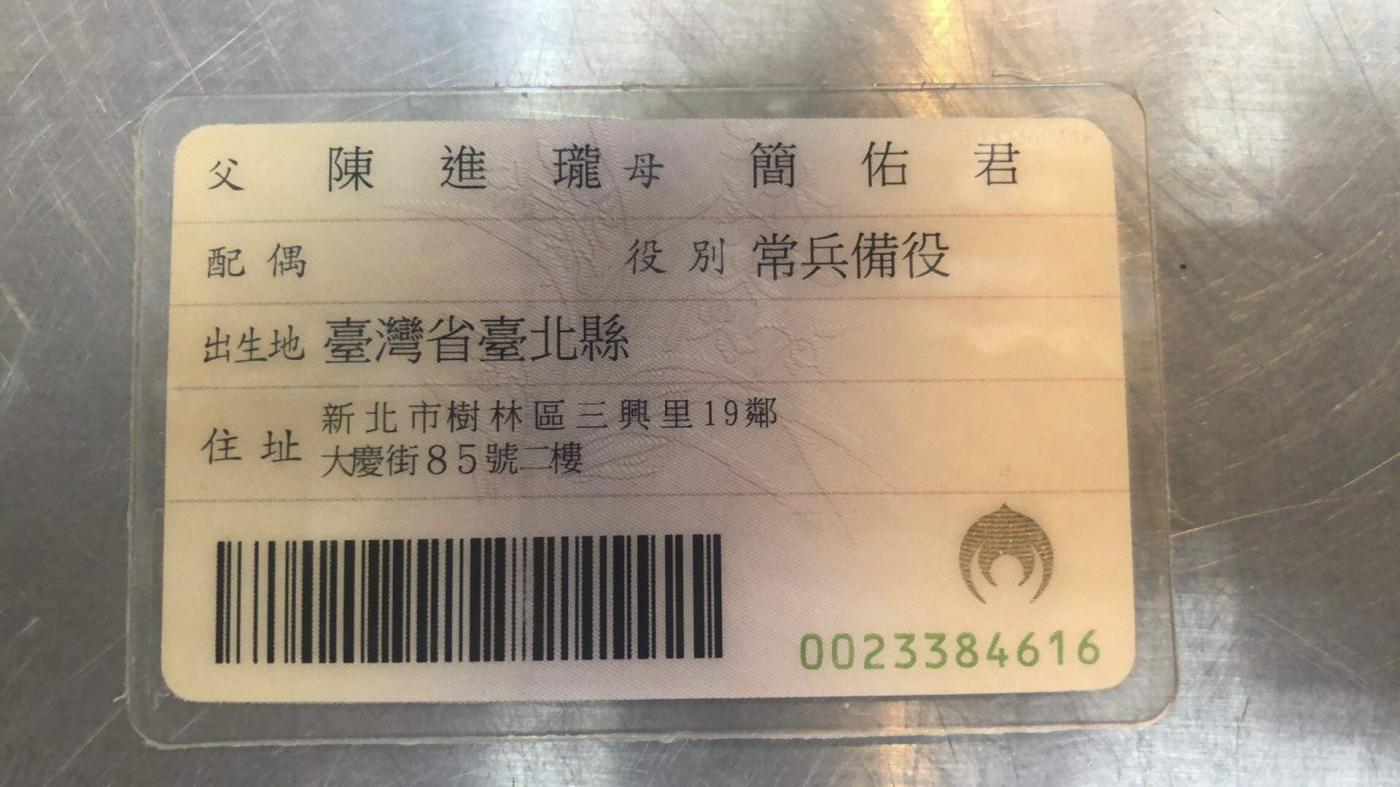 父 陳進瓏 母 簡佑君
配偶 役別 常兵備役
出生地 臺灣省臺北縣
住址 新北市樹林區三興里19鄰
大慶街85號二樓
0023384616